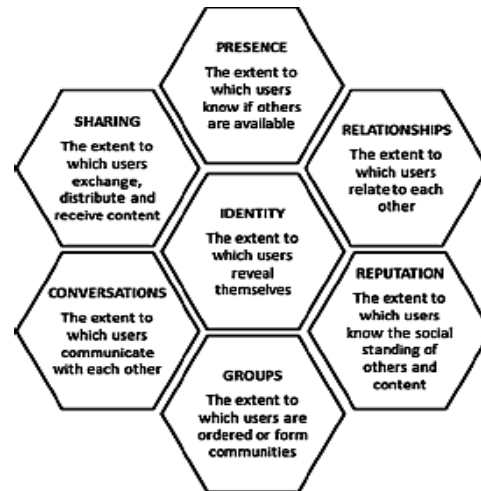 PRESENCE
The extent to
which users
know if others
are available
SHARING
The extent to
which users
exchange,
distribute and
receive content
RELATIONSHIPS
The extent to
which users
relate to each
other
IDENTITY
The extent to
which users
reveal
themselves
CONVERSATIONS
The extent to
which users
communicate
with each other
REPUTATION
The extent to
which users
know the social
standing of
others and
content
GROUPS
The extent to
which users are
ordered or form
communities